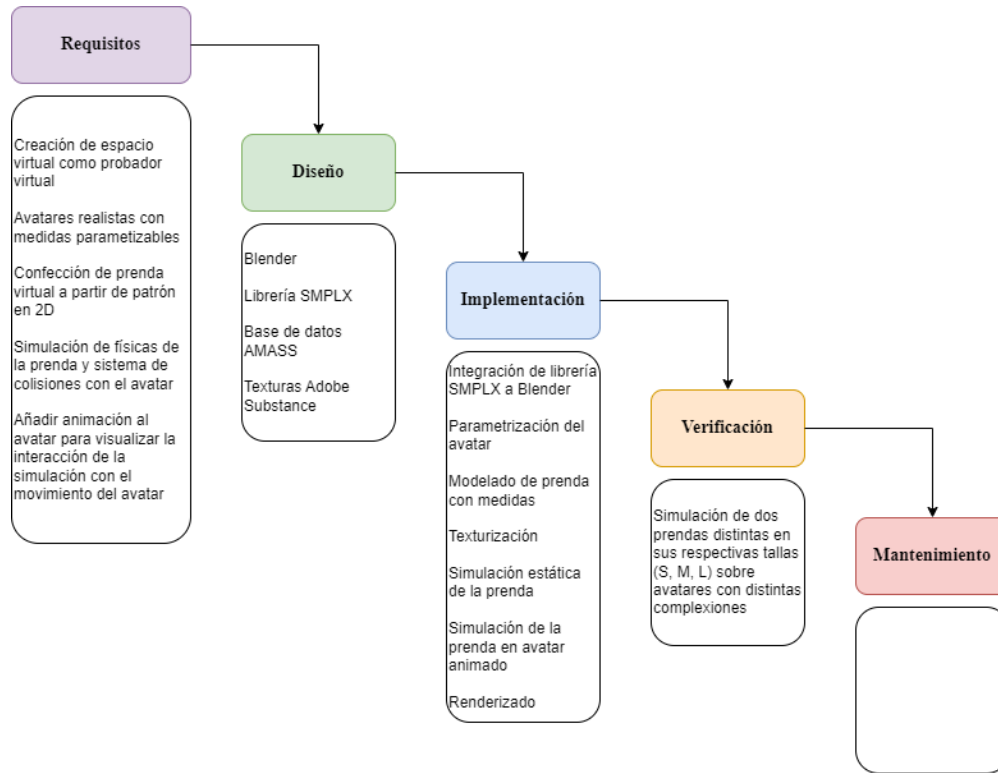 Requisitos
Creación de espacio
virtual como probador
virtual
Avatares realistas con
medidas parametizables
Confección de prenda
virtual a partir de patrón
en 2D
Simulación de físicas de
la prenda y sistema de
colisiones con el avatar
Añadir animación al
avatar para visualizar la
interacción de la
simulación con el
movimiento del avatar
Diseño
Blender
Librería SMPLX
Base de datos
AMASS
Texturas Adobe
Substance
Implementación
Integración de librería
SMPLX a Blender
Parametrización del
avatar
Modelado de prenda
con medidas
Texturización
Simulación estática
de la prenda
Simulación de la
prenda en avatar
animado
Renderizado
Verificación
Simulación de dos
prendas distintas en
sus respectivas tallas
(S, M, L) sobre
avatares con distintas
complexiones
Mantenimiento